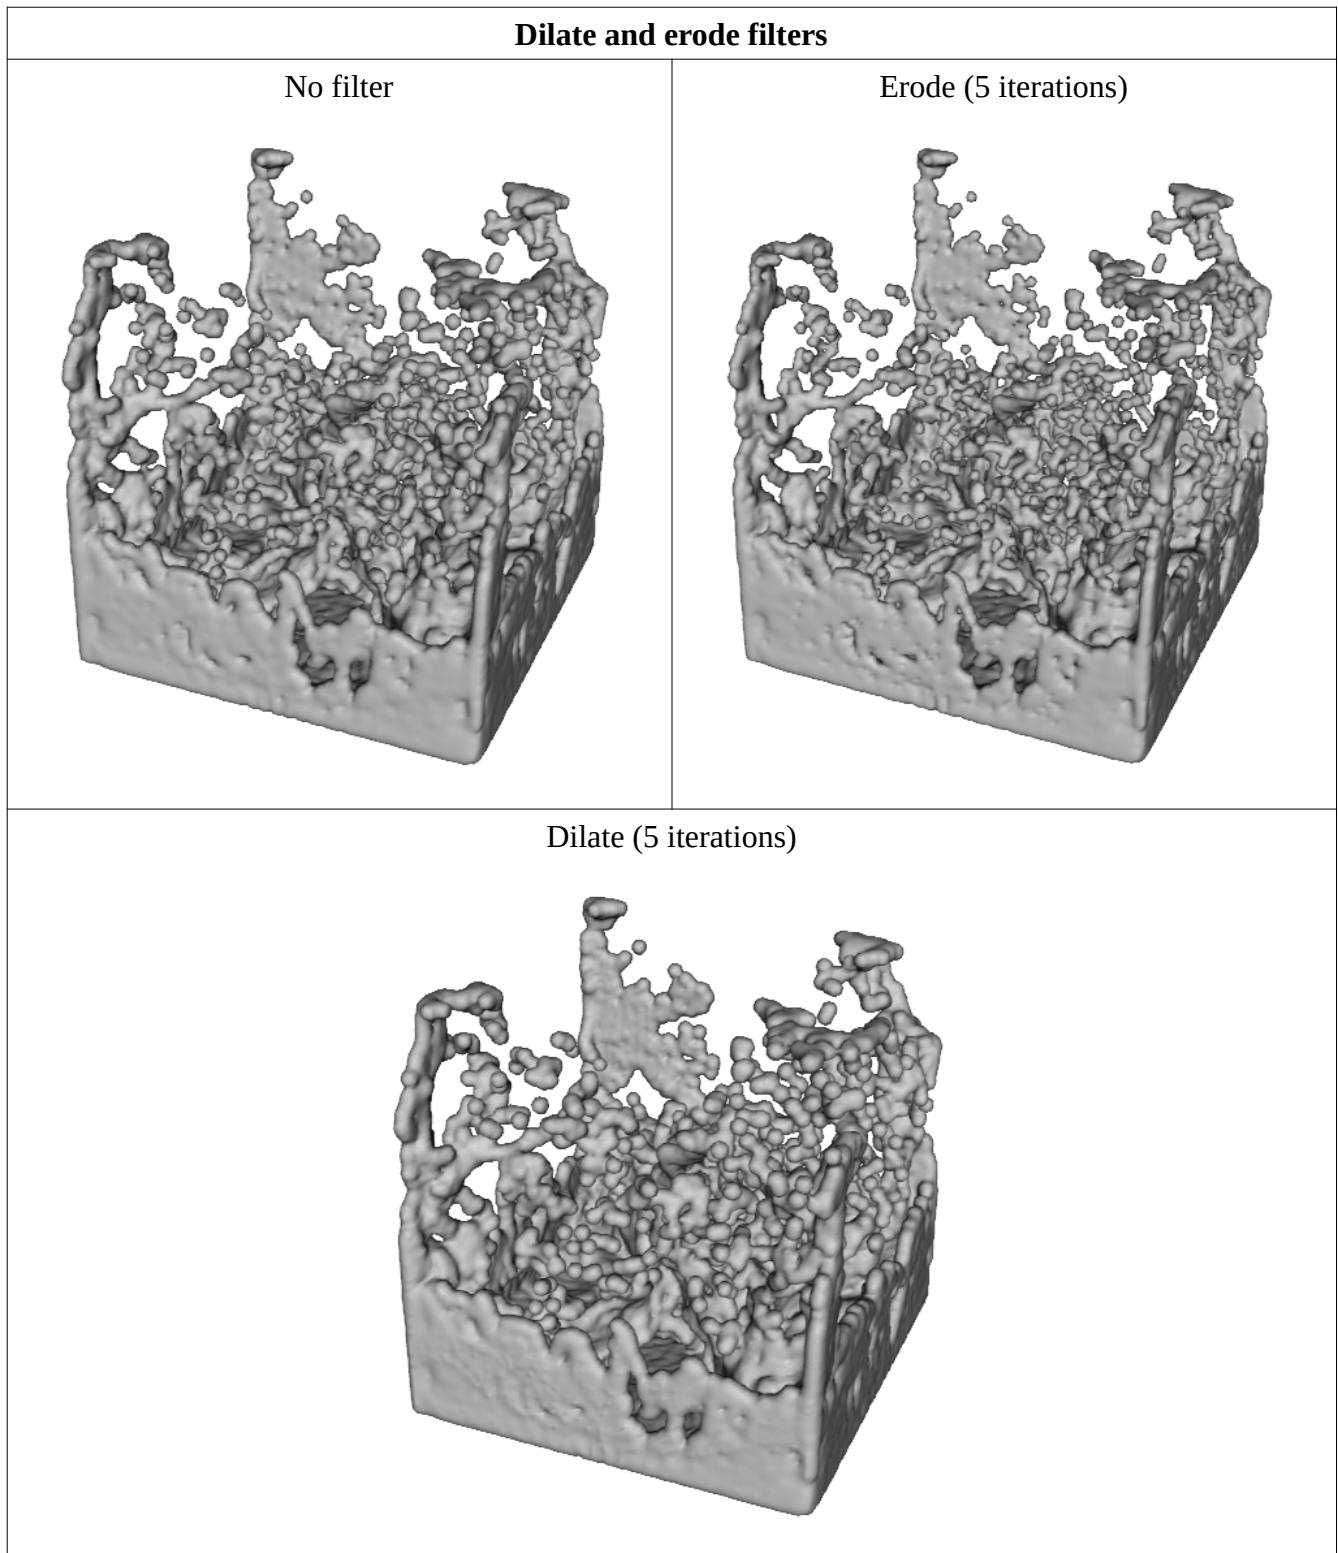 Dilate and erode filters
No filter
Erode (5 iterations)
Dilate (5 iterations)